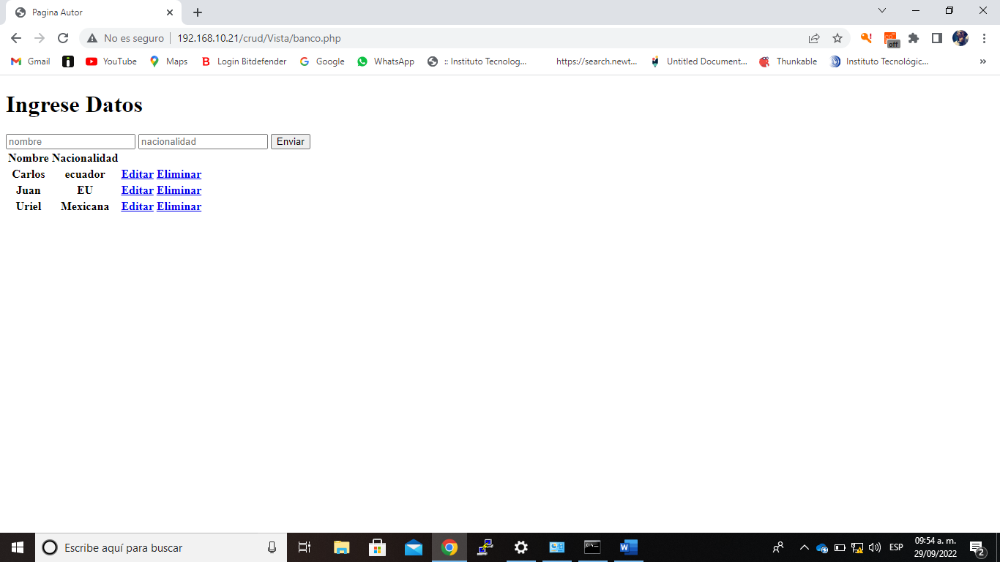 Pagina Autor
No es seguro 192.168.10.21/crud/Vista/banco.php
off
Gmail YouTube Maps Login Bitdefender Google WhatsApp :: Instituto Tecnolog... https://search.newt... Untitled Document... Thunkable Instituto Tecnológic... »
Ingrese Datos
nombre nacionalidad Enviar
Nombre Nacionalidad
Carlos ecuador Editar Eliminar
Juan EU Editar Eliminar
Uriel Mexicana Editar Eliminar
Escribe aquí para buscar ESP 09:54 a. m.
29/09/2022 2